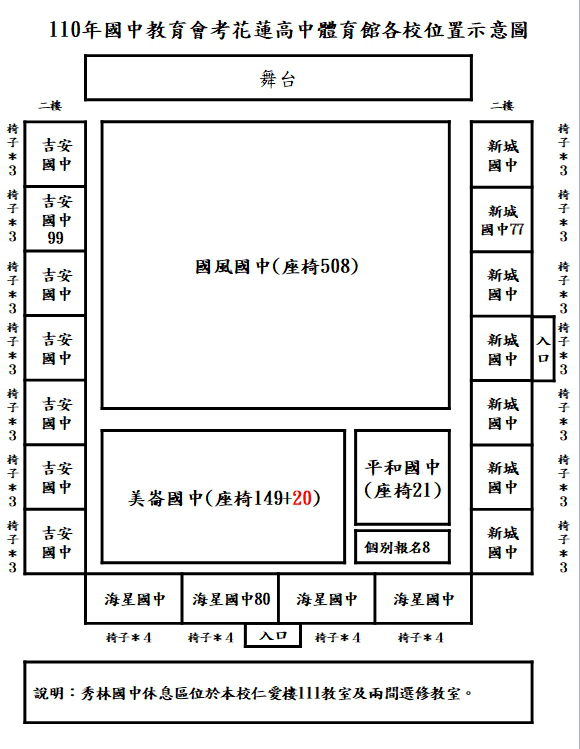 110年國中教育會考花蓮高中體育館各校位置示意圖
舞台
二樓
二樓
椅子*3
吉安
國中
新城
國中
椅子*3
椅子*3
吉安
國中
99
新城
國中77
椅子*3
國風國中(座椅508)
椅子*3
吉安
國中
新城
國中
椅子*3
椅子*3
吉安
國中
新城
國中
入口
椅子*3
椅子*3
吉安
國中
新城
國中
椅子*3
美崙國中(座椅149+20)
平和國中
(座椅21)
椅子*3
吉安
國中
新城
國中
椅子*3
個別報名8
椅子*3
吉安
國中
新城
國中
椅子*3
海星國中
海星國中80
海星國中
海星國中
椅子*4
椅子*4
入口
椅子*4
椅子*4
說明：秀林國中休息區位於本校仁愛樓111教室及兩間選修教室。